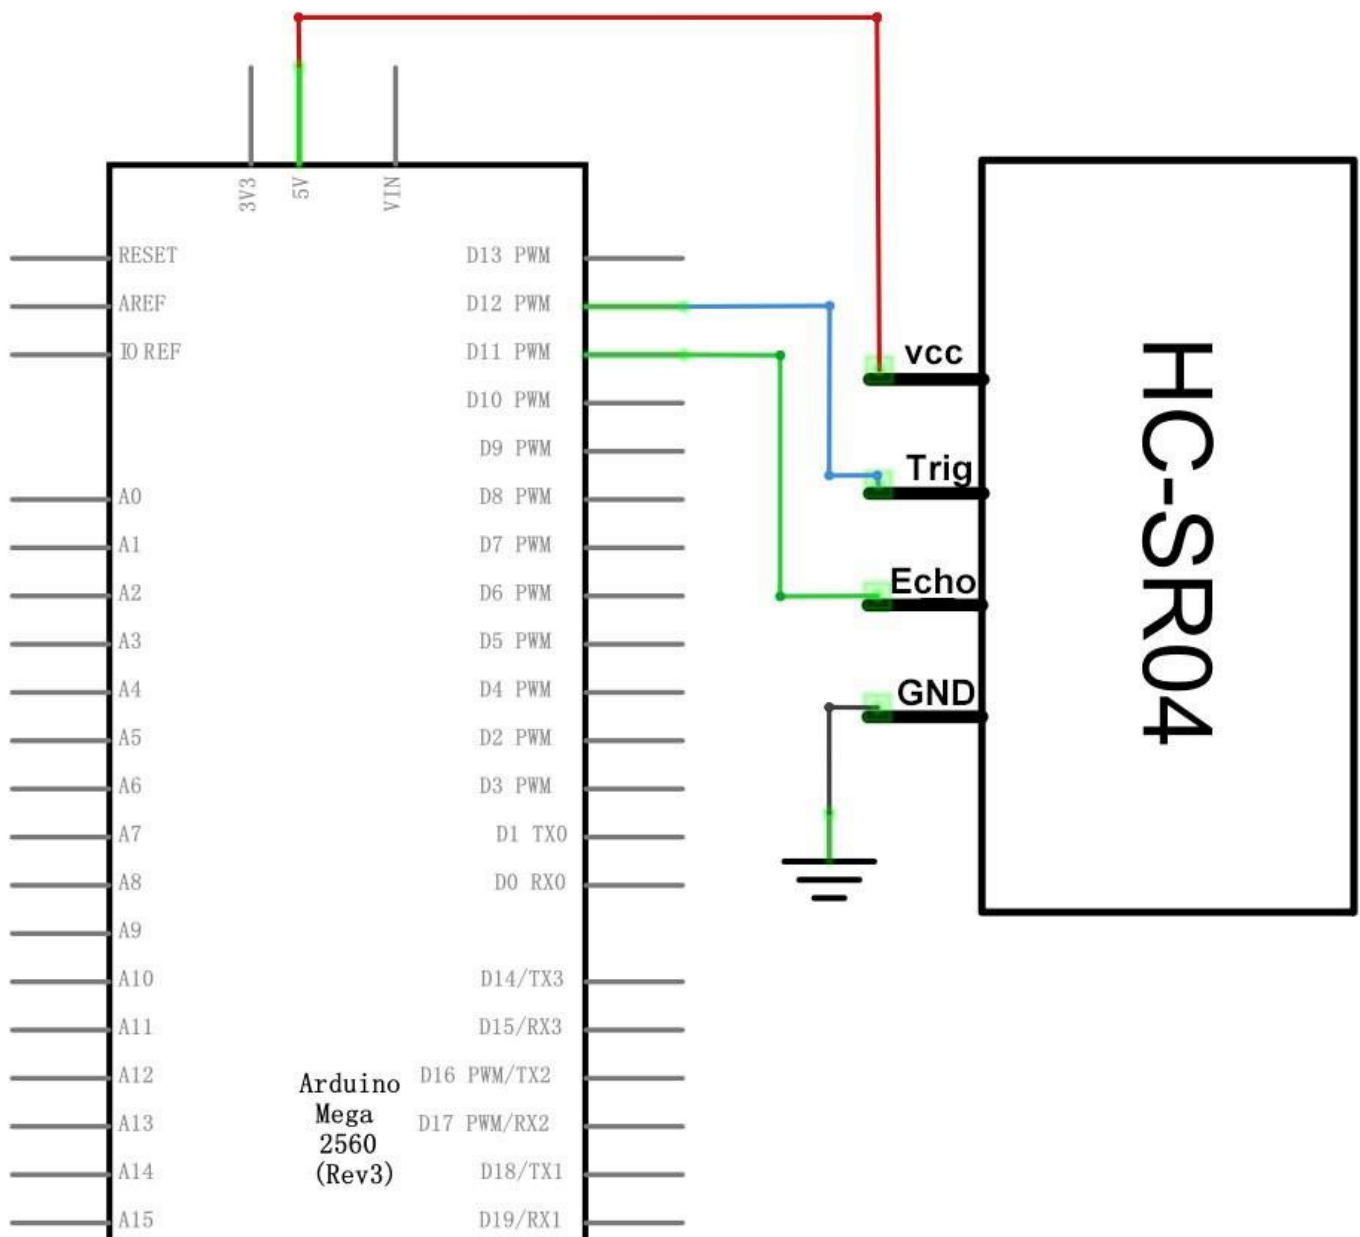 3V3
5V
VIN
RESET
D13 PWM
AREF
D12 PWM
IO REF
D11 PWM
vcc
D10 PWM
D9 PWM
Trig
A0
D8 PWM
A1
D7 PWM
A2
D6 PWM
Echo
A3
D5 PWM
A4
D4 PWM
GND
A5
D2 PWM
A6
D3 PWM
A7
D1 TX0
A8
D0 RX0
A9
A10
D14/TX3
A11
D15/RX3
A12
D16 PWM/TX2
A13
D17 PWM/RX2
A14
D18/TX1
A15
D19/RX1
Arduino
Mega
2560
(Rev3)
HC-SR04